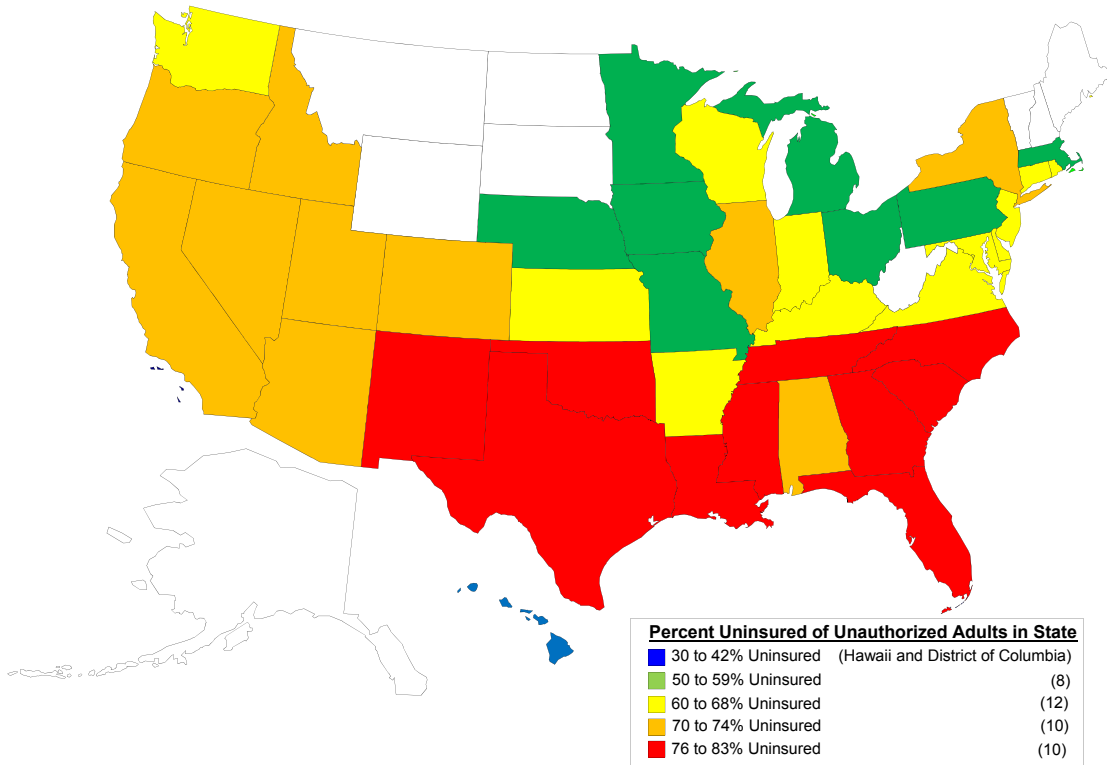 Percent Uninsured of Unauthorized Adults in State
30 to 42% Uninsured (Hawaii and District of Columbia)
50 to 59% Uninsured (8)
60 to 68% Uninsured (12)
70 to 74% Uninsured (10)
76 to 83% Uninsured (10)